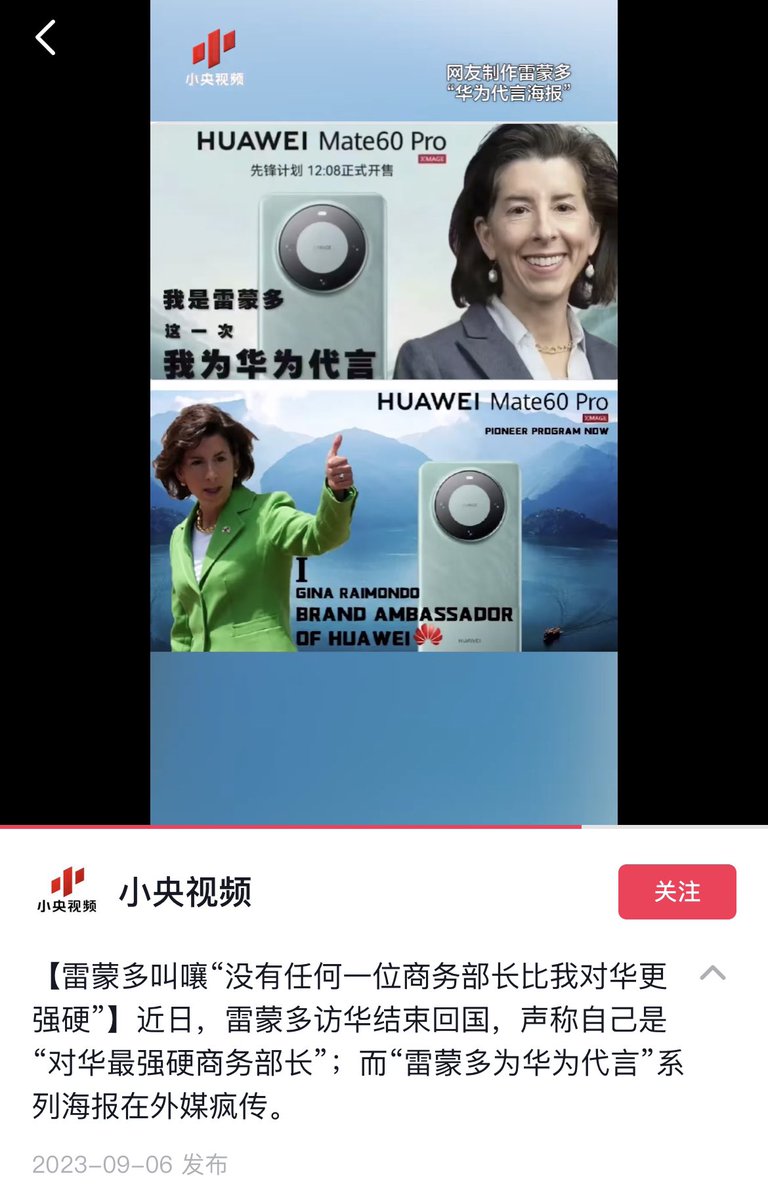 小央视频
网友制作雷蒙多
“华为代言海报”
HUAWEI Mate60 Pro
XMAGE
先锋计划 12:08正式开售
我是雷蒙多
这一次
我为华为代言
HUAWEI Mate60 Pro
XMAGE
PIONEER PROGRAM NOW
I
GINA RAIMONDO
BRAND AMBASSADOR
OF HUAWEI
HUAWEI
小央视频
小央视频
关注
【雷蒙多叫嚷“没有任何一位商务部长比我对华更
强硬”】近日，雷蒙多访华结束回国，声称自己是
“对华最强硬商务部长”；而“雷蒙多为华为代言”系
列海报在外媒疯传。
2023-09-06 发布